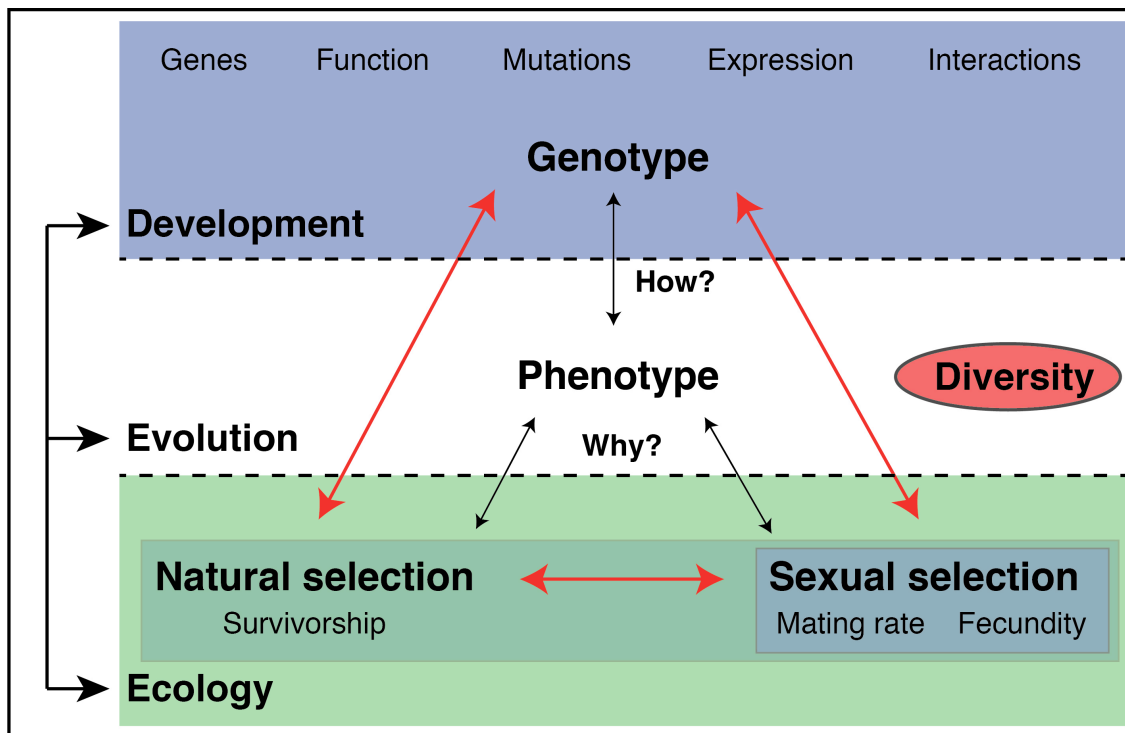 Genes Function Mutations Expression Interactions
Genotype
Development
How?
Phenotype
Diversity
Evolution
Why?
Natural selection Sexual selection
Survivorship Mating rate Fecundity
Ecology